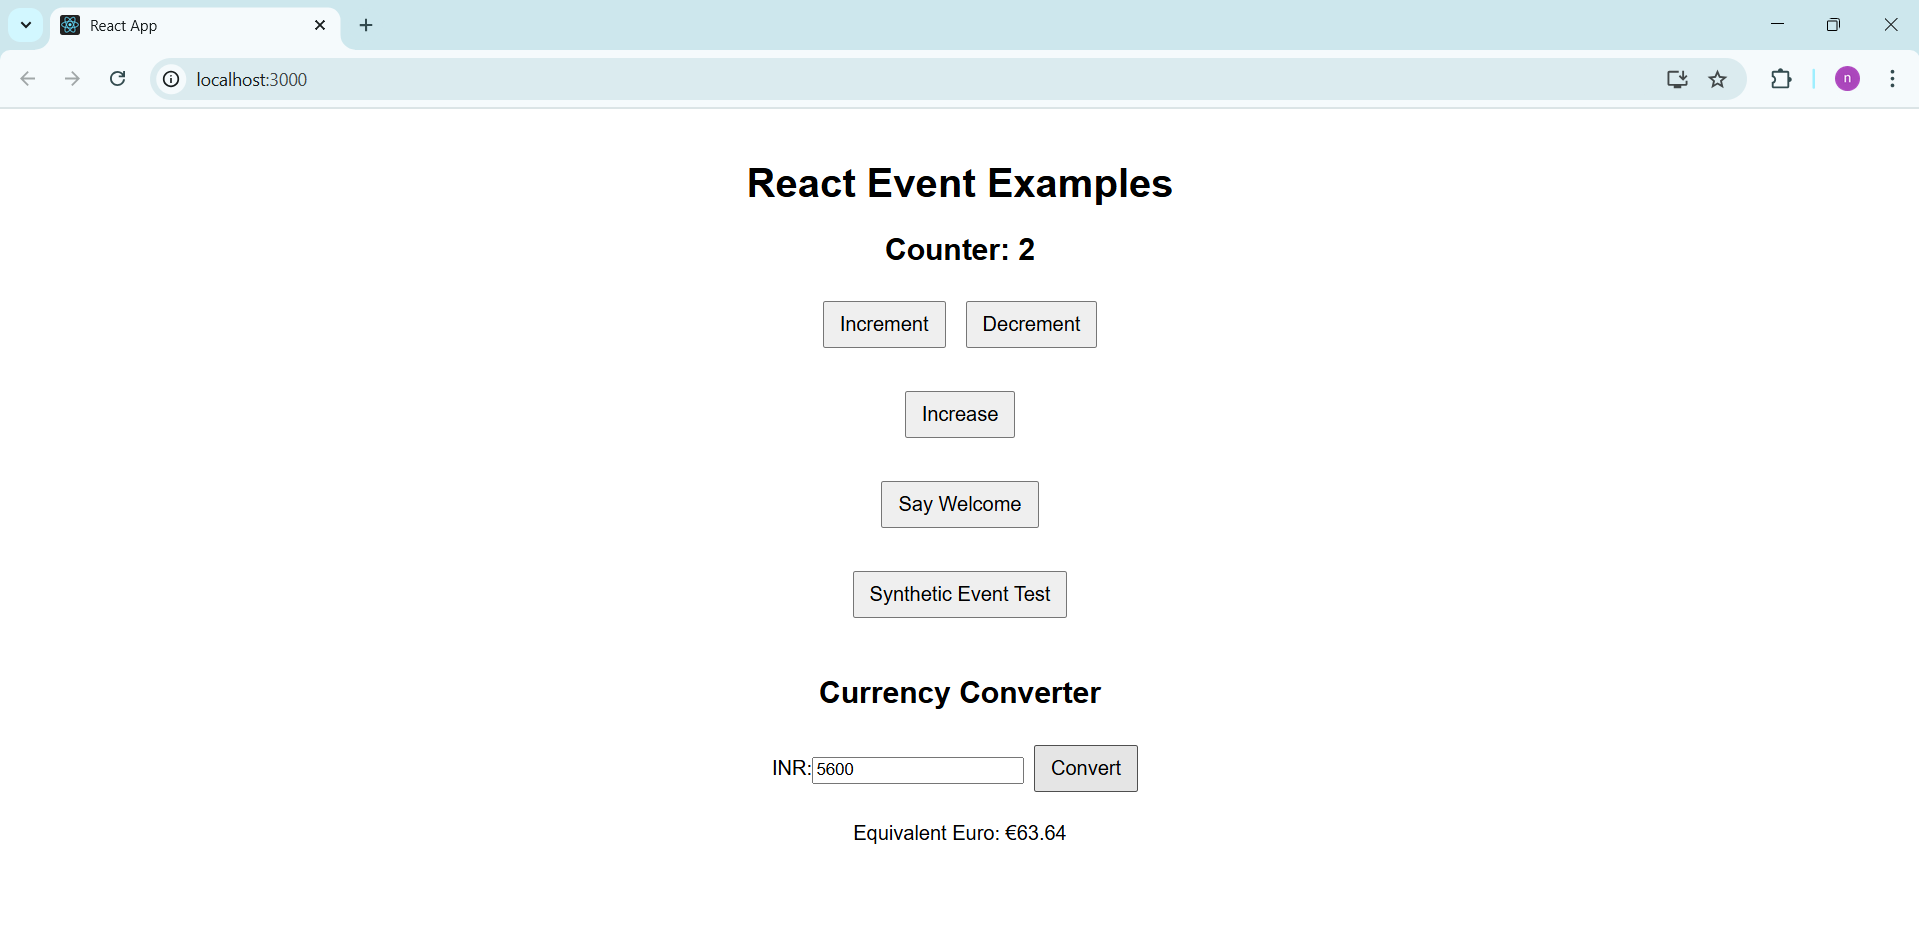 React App
localhost:3000
n
React Event Examples
Counter: 2
Increment Decrement
Increase
Say Welcome
Synthetic Event Test
Currency Converter
INR: 5600 Convert
Equivalent Euro: €63.64